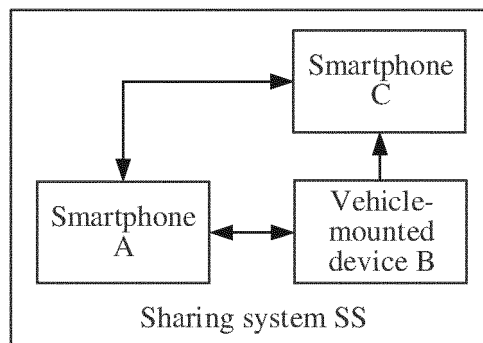 Smartphone
C
Smartphone
A
Vehicle-
mounted
device B
Sharing system SS